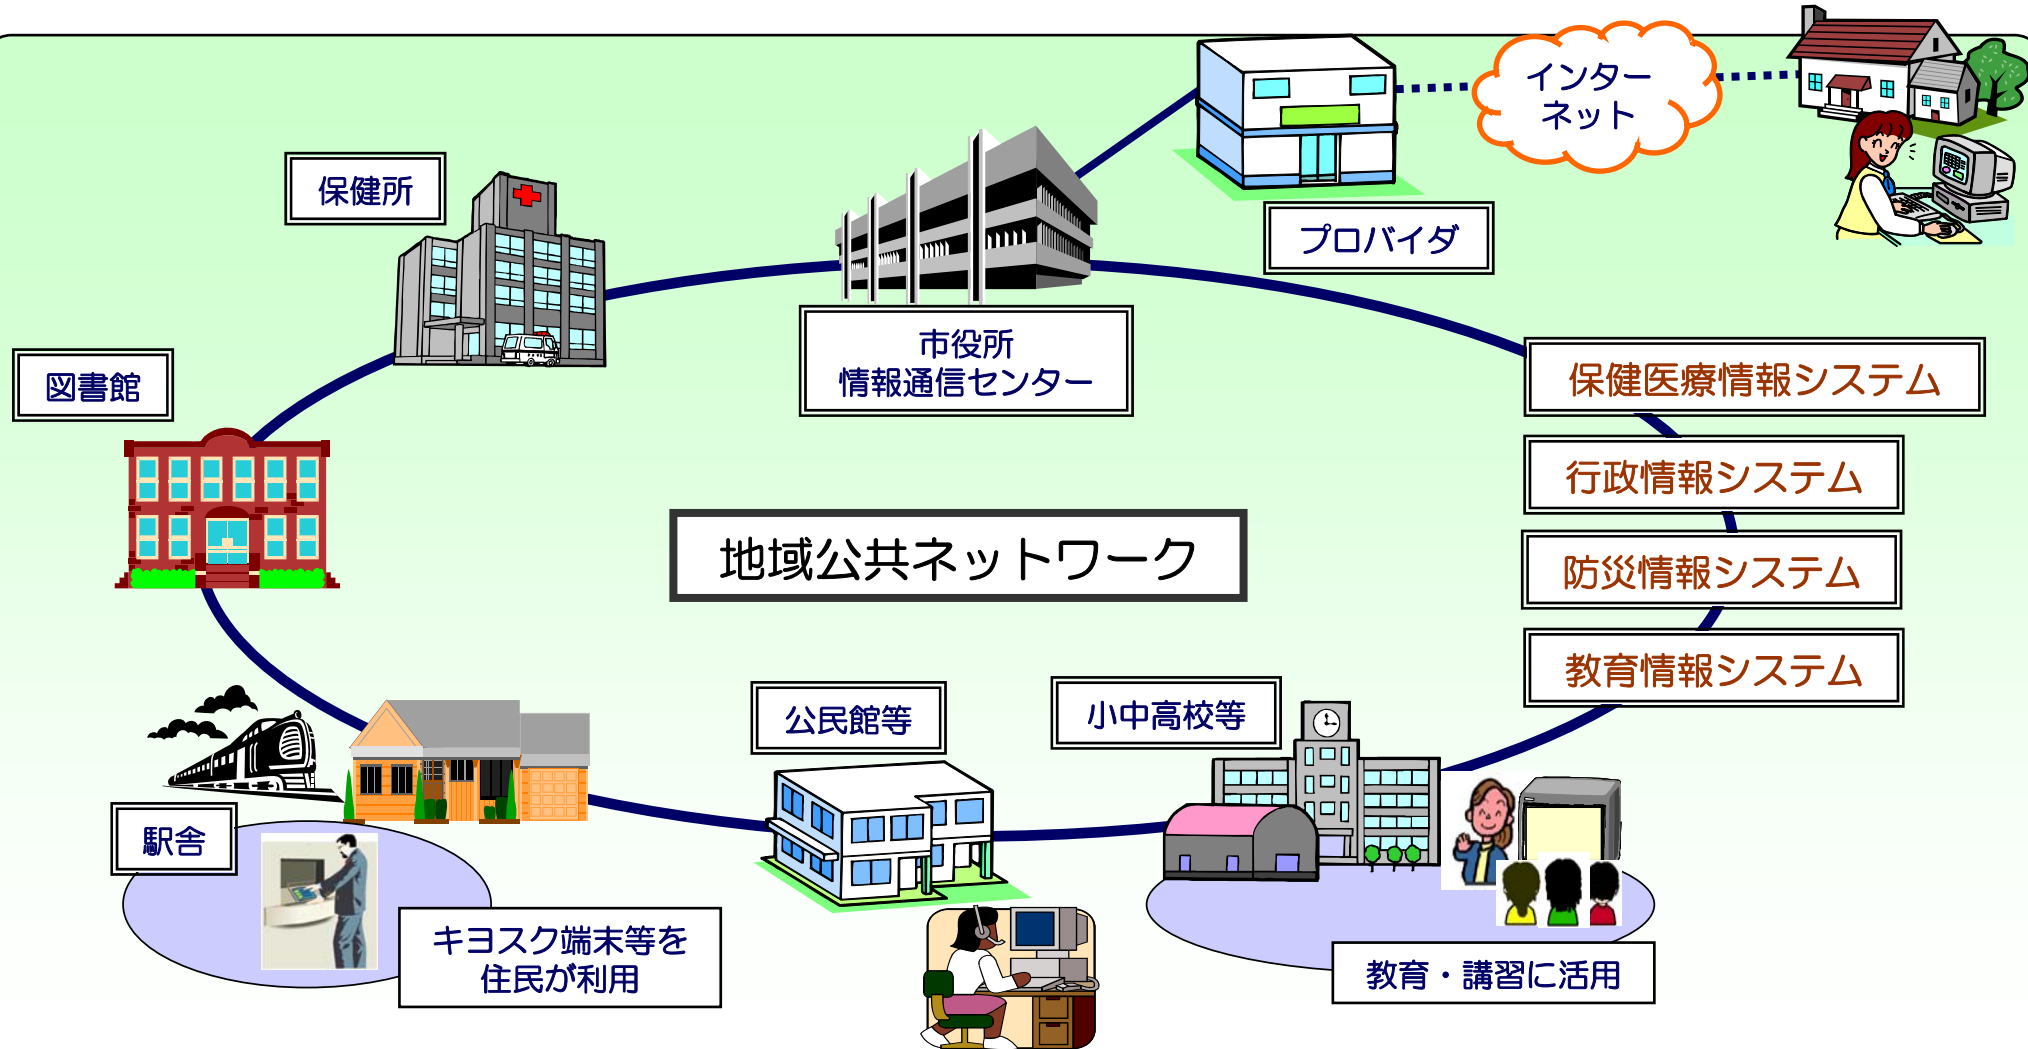 インター
ネット
保健所
プロバイダ
市役所
情報通信センター
図書館
保健医療情報システム
行政情報システム
地域公共ネットワーク
防災情報システム
教育情報システム
公民館等
小中高校等
駅舎
キヨスク端末等を
住民が利用
教育・講習に活用